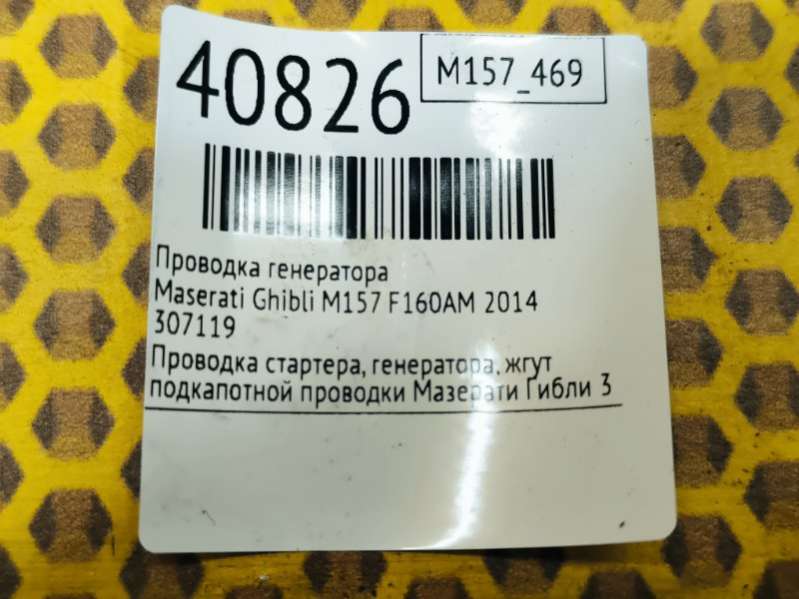 40826
M157_469
Проводка генератора
Maserati Ghibli M157 F160AM 2014
307119
Проводка стартера, генератора, жгут
подкапотной проводки Мазерати Гибли 3